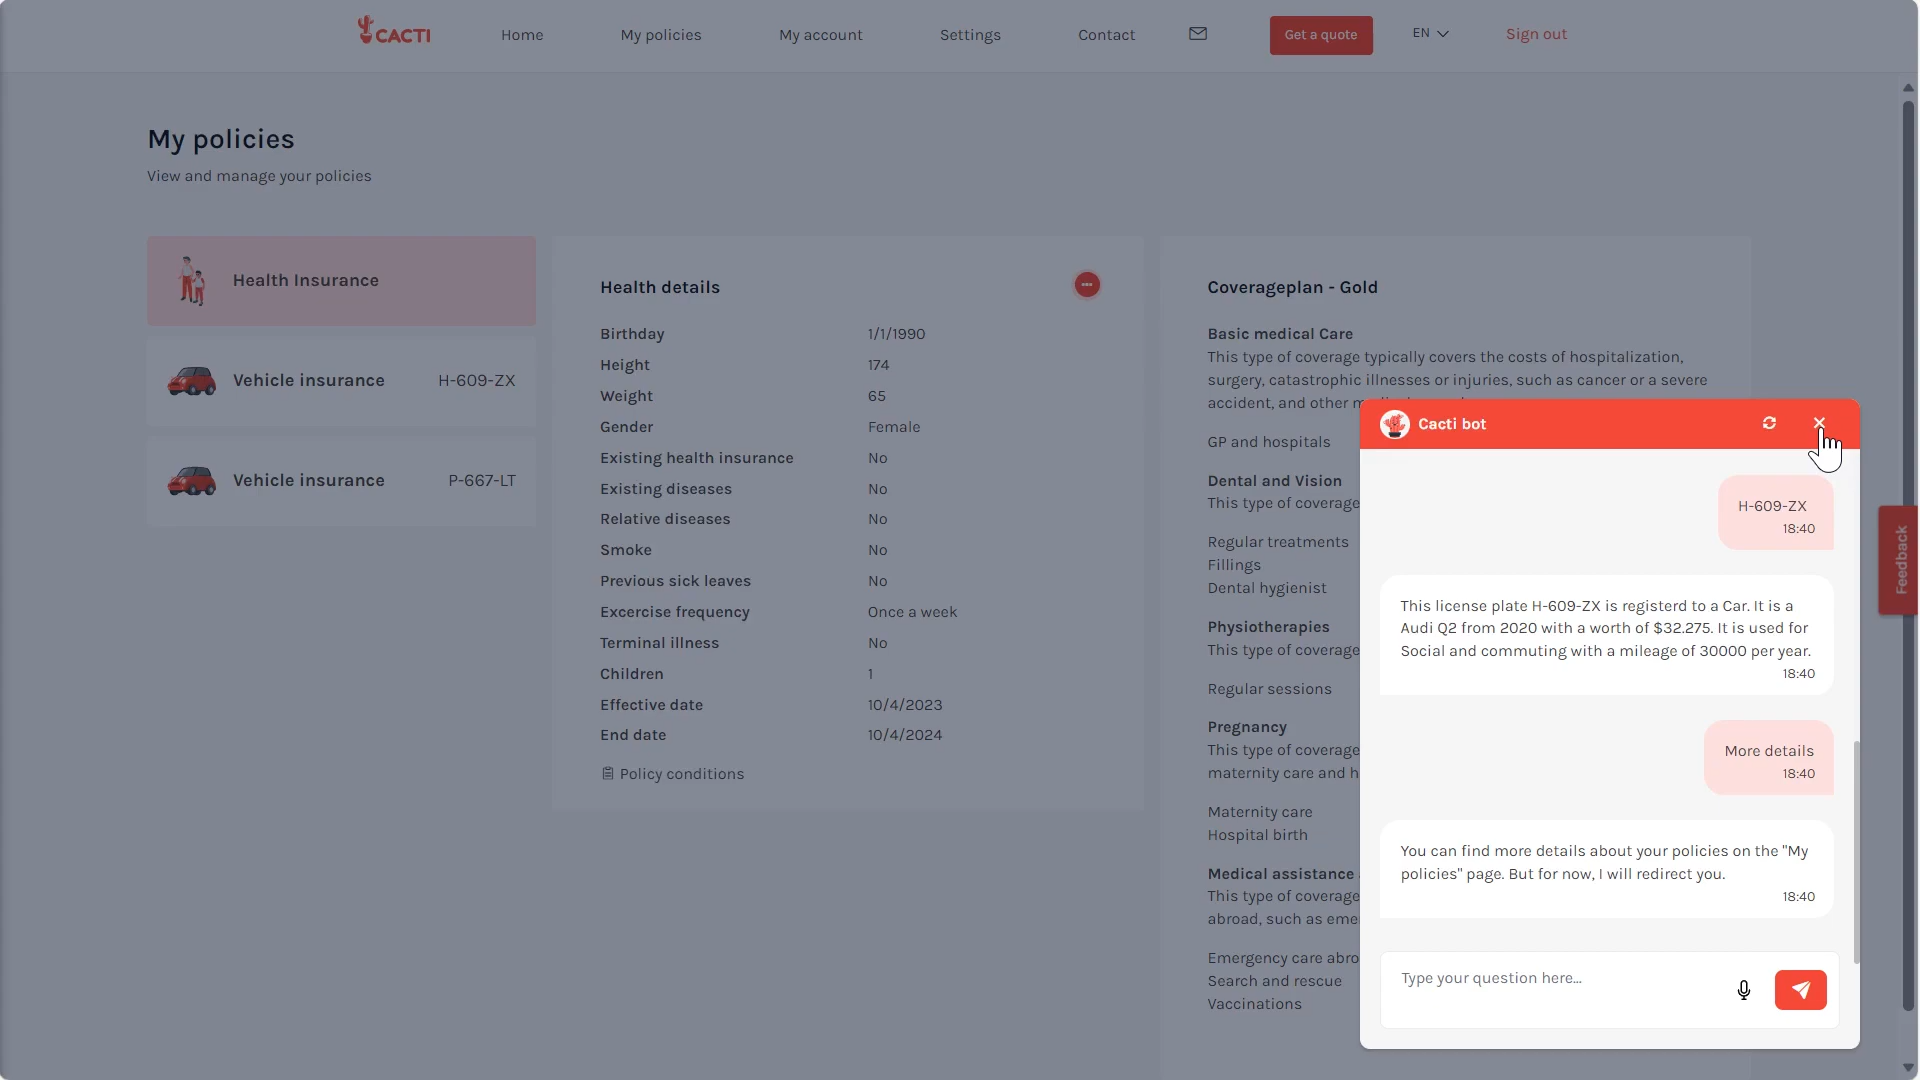 CACTI
Home
My policies
My account
Settings
Contact
Get a quote
EN
Sign out
My policies
View and manage your policies
Health Insurance
Vehicle insurance H-609-ZX
Vehicle insurance P-667-LT
Health details
Birthday 1/1/1990
Height 174
Weight 65
Gender Female
Existing health insurance No
Existing diseases No
Relative diseases No
Smoke No
Previous sick leaves No
Excercise frequency Once a week
Terminal illness No
Children 1
Effective date 10/4/2023
End date 10/4/2024
Policy conditions
Coverageplan - Gold
Basic medical Care
This type of coverage typically covers the costs of hospitalization,
surgery, catastrophic illnesses or injuries, such as cancer or a severe
accident, and other
GP and hospitals
Dental and Vision
This type of coverage
Regular treatments
Fillings
Dental hygienist
Physiotherapies
This type of coverage
Regular sessions
Pregnancy
This type of coverage
maternity care and h
Maternity care
Hospital birth
Medical assistance
This type of coverage
abroad, such as eme
Emergency care abro
Search and rescue
Vaccinations
Cacti bot
H-609-ZX
18:40
This license plate H-609-ZX is registerd to a Car. It is a
Audi Q2 from 2020 with a worth of $32.275. It is used for
Social and commuting with a mileage of 30000 per year.
18:40
More details
18:40
You can find more details about your policies on the "My
policies" page. But for now, I will redirect you.
18:40
Type your question here...
Feedback